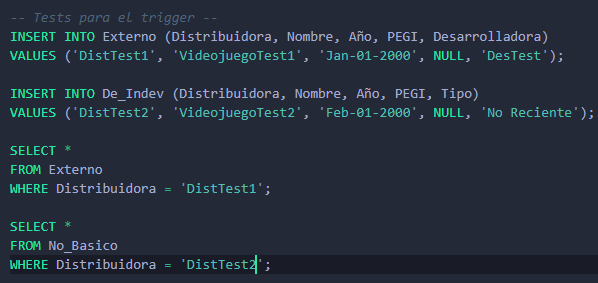 -- Tests para el trigger --
INSERT INTO Externo (Distribuidora, Nombre, Año, PEGI, Desarrolladora)
VALUES ('DistTest1', 'VideojuegoTest1', 'Jan-01-2000', NULL, 'DesTest');
INSERT INTO De_Indev (Distribuidora, Nombre, Año, PEGI, Tipo)
VALUES ('DistTest2', 'VideojuegoTest2', 'Feb-01-2000', NULL, 'No Reciente');
SELECT *
FROM Externo
WHERE Distribuidora = 'DistTest1';
SELECT *
FROM No_Basico
WHERE Distribuidora = 'DistTest2';